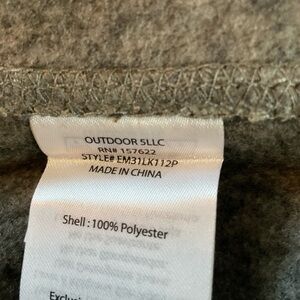 OUTDOOR 5LLC
RN# 157622
STYLE# EM31LK112P
MADE IN CHINA
Shell : 100% Polyester